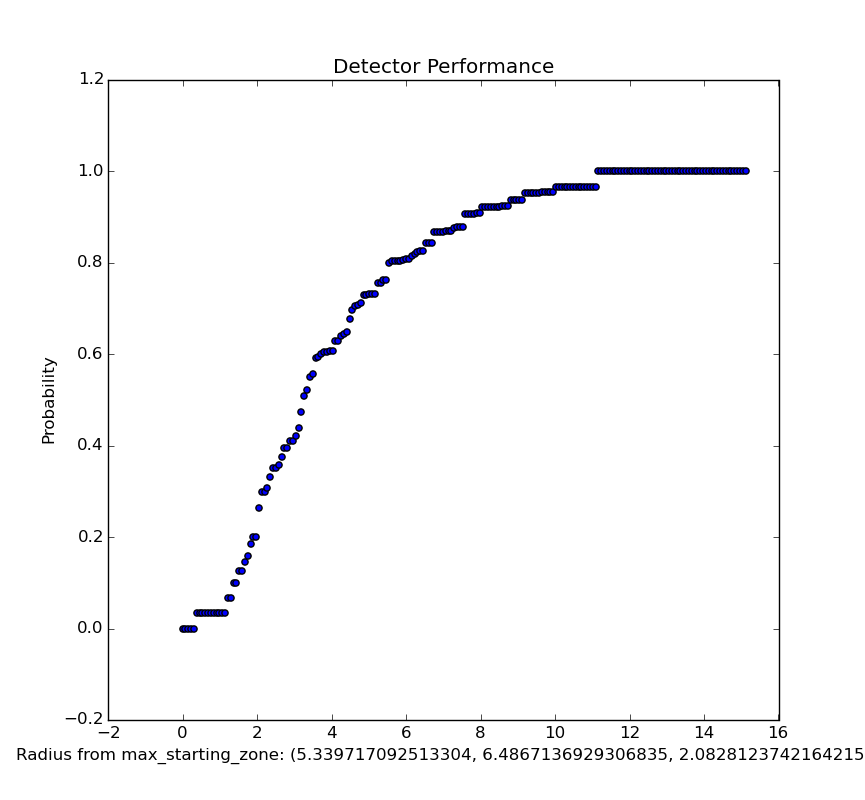 Detector Performance
1.2
1.0
0.8
0.6
0.4
0.2
0.0
−0.2
Probability
−2 0 2 4 6 8 10 12 14 16
Radius from max_starting_zone: (5.339717092513304, 6.4867136929306835, 2.0828123742164215